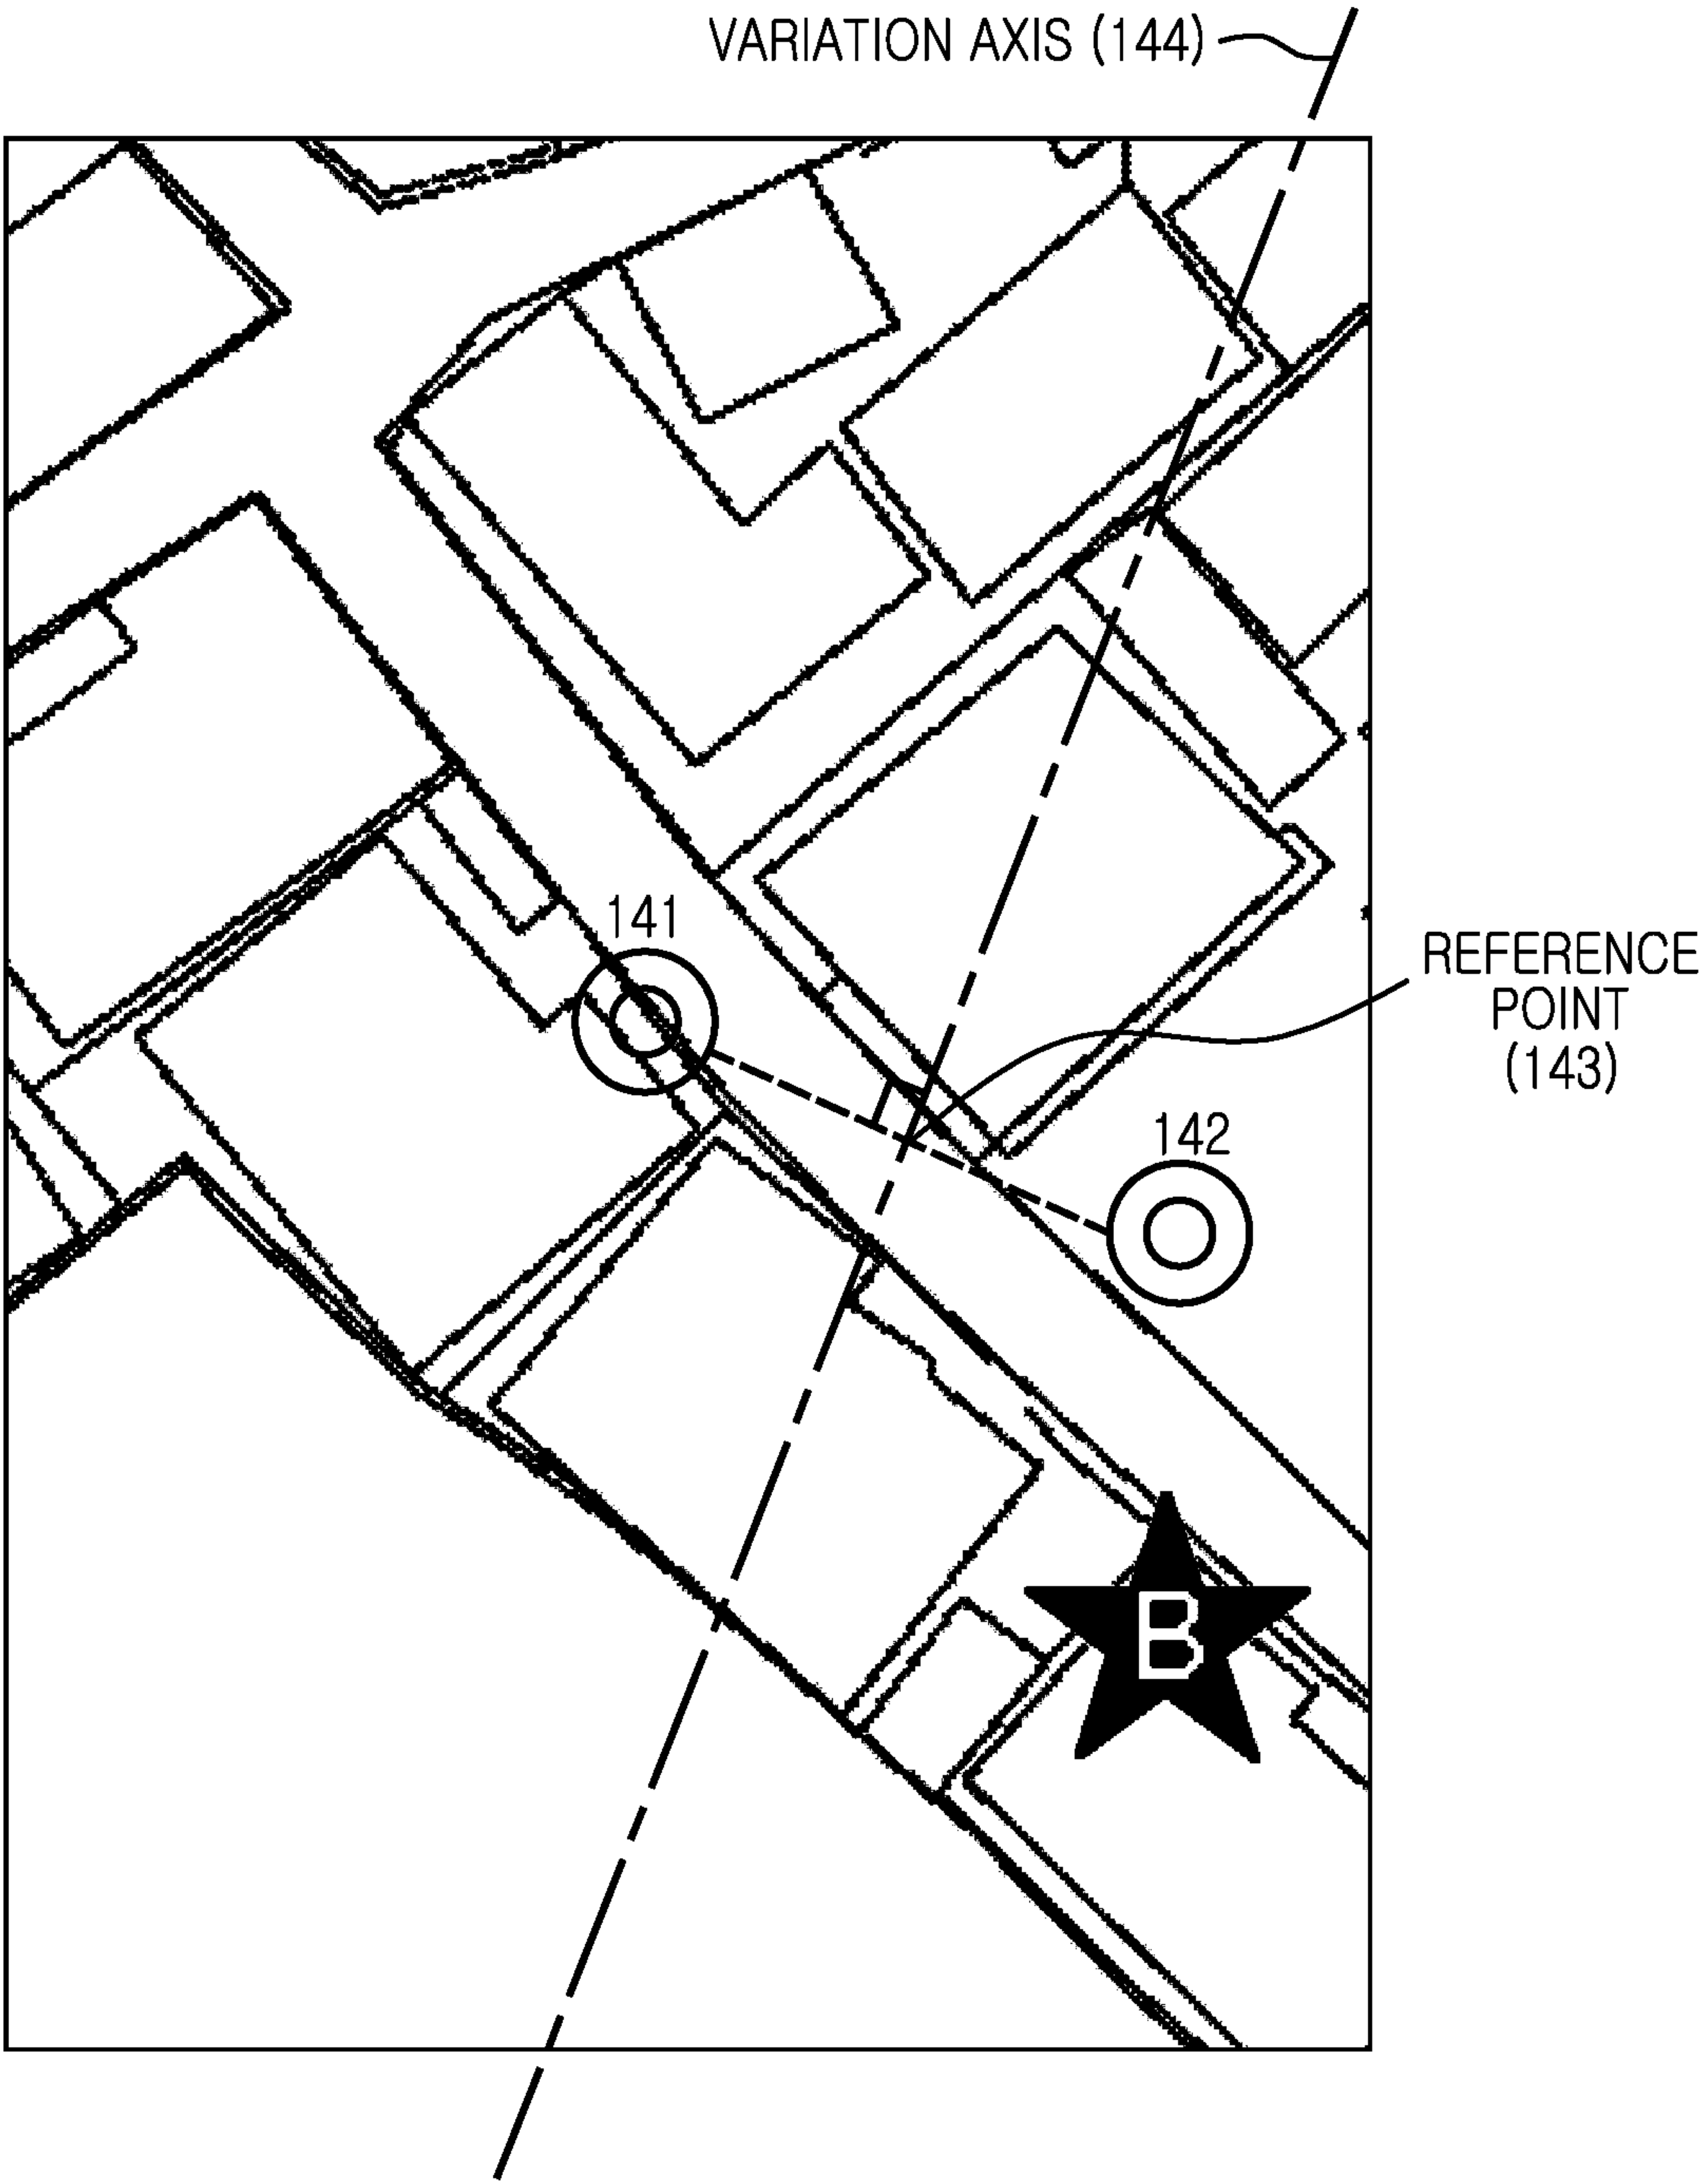 VARIATION AXIS (144)
141
REFERENCE
POINT
(143)
142
B